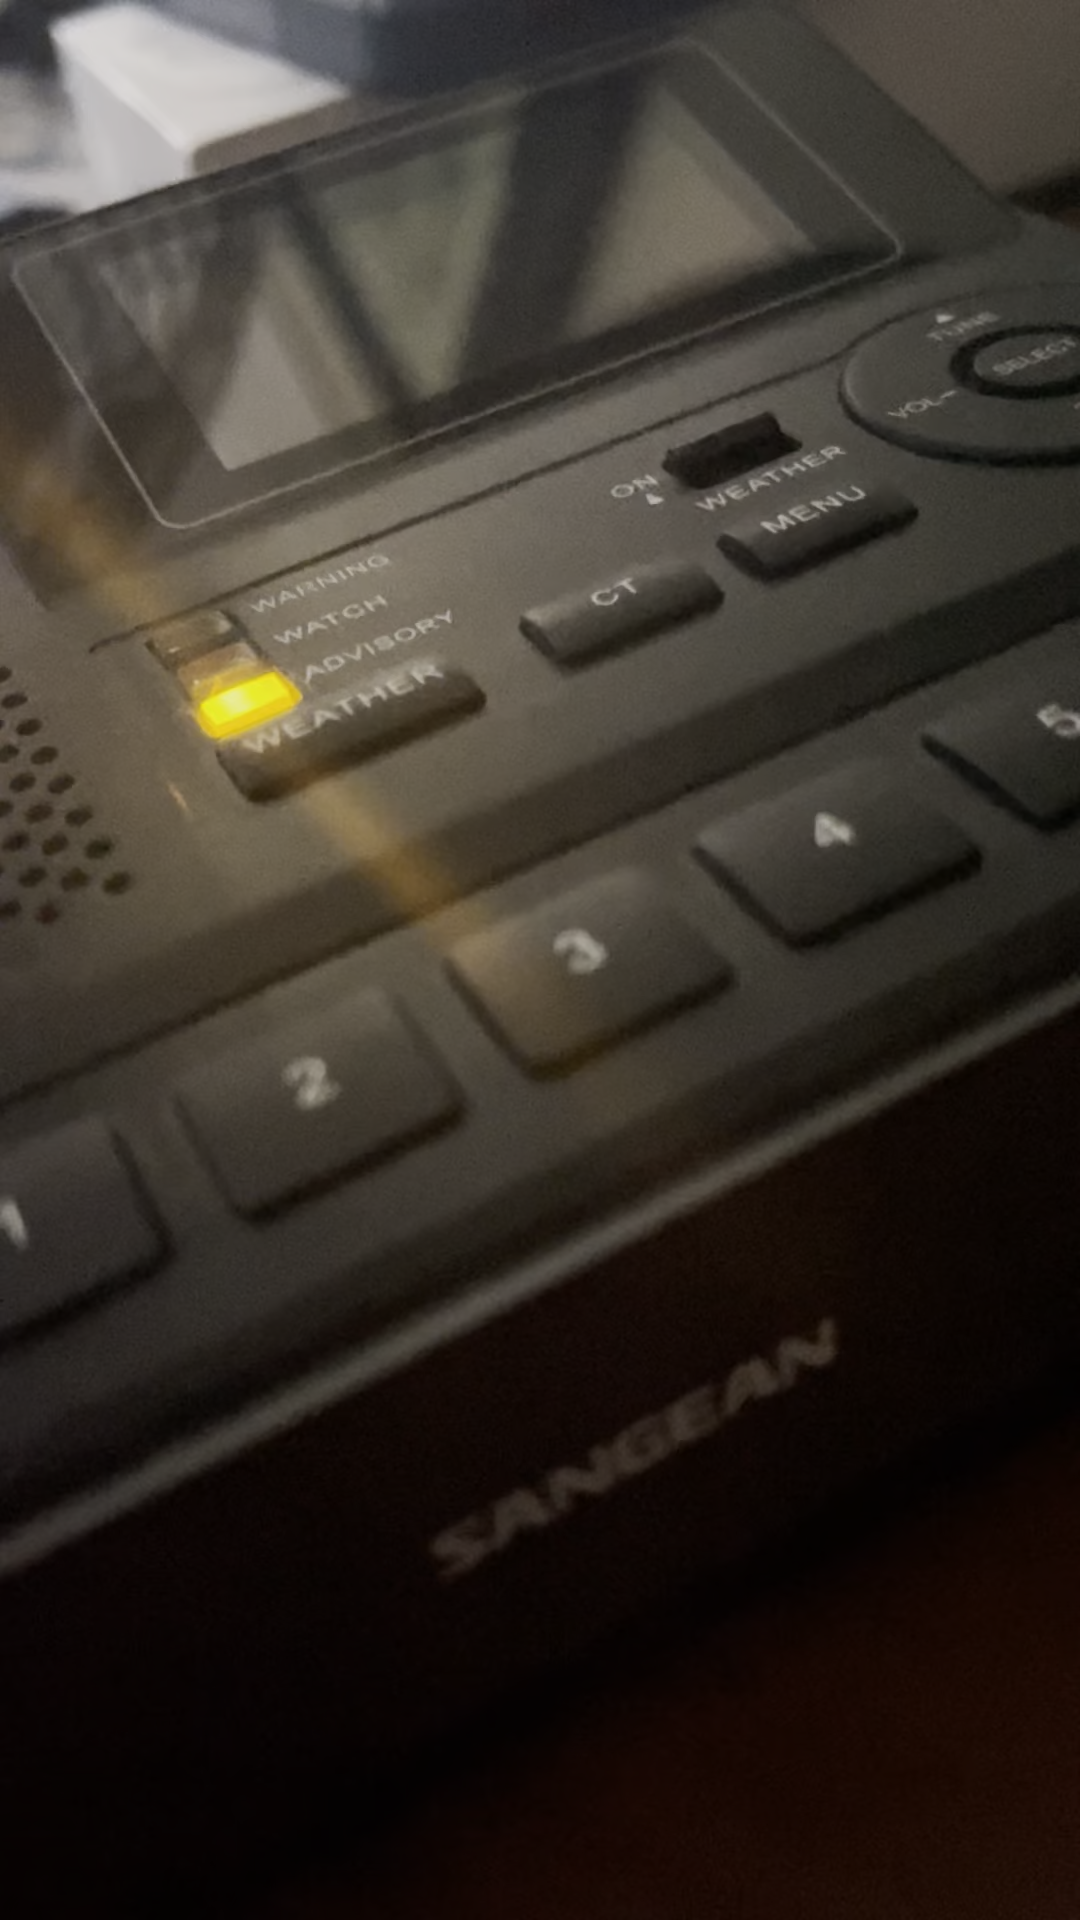 TUNE
SELECT
VOL-
ON
WEATHER
MENU
CT
WARNING
WATCH
ADVISORY
WEATHER
5
4
3
2
1
SANGEAN